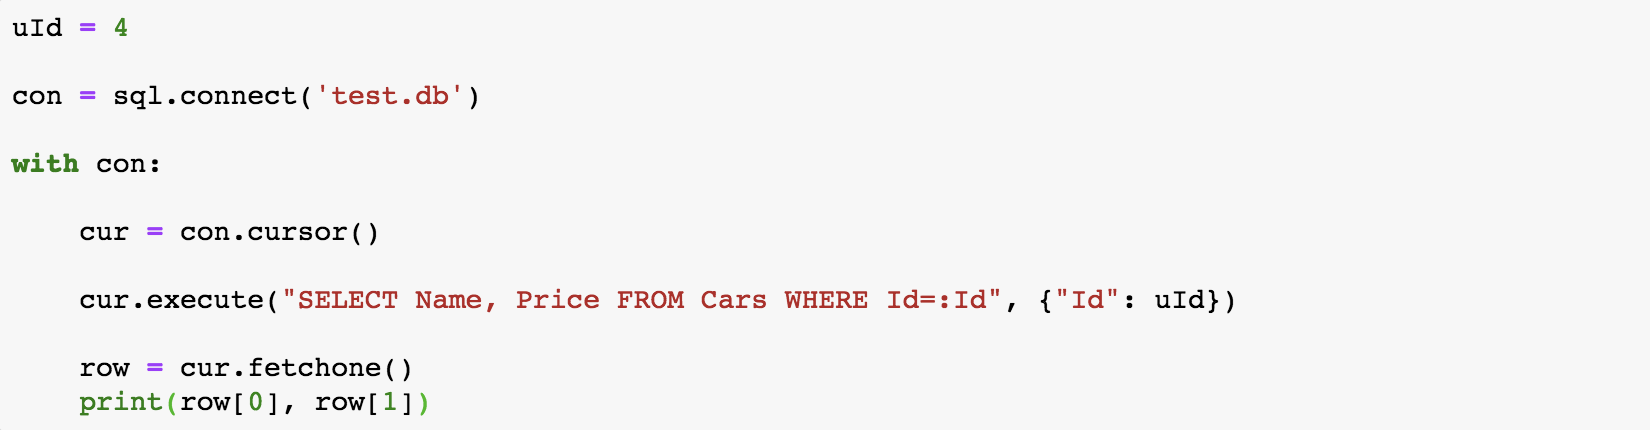 uId = 4
con = sql.connect('test.db')
with con:
    cur = con.cursor()
    cur.execute("SELECT Name, Price FROM Cars WHERE Id=:Id", {"Id": uId})
    row = cur.fetchone()
    print(row[0], row[1])